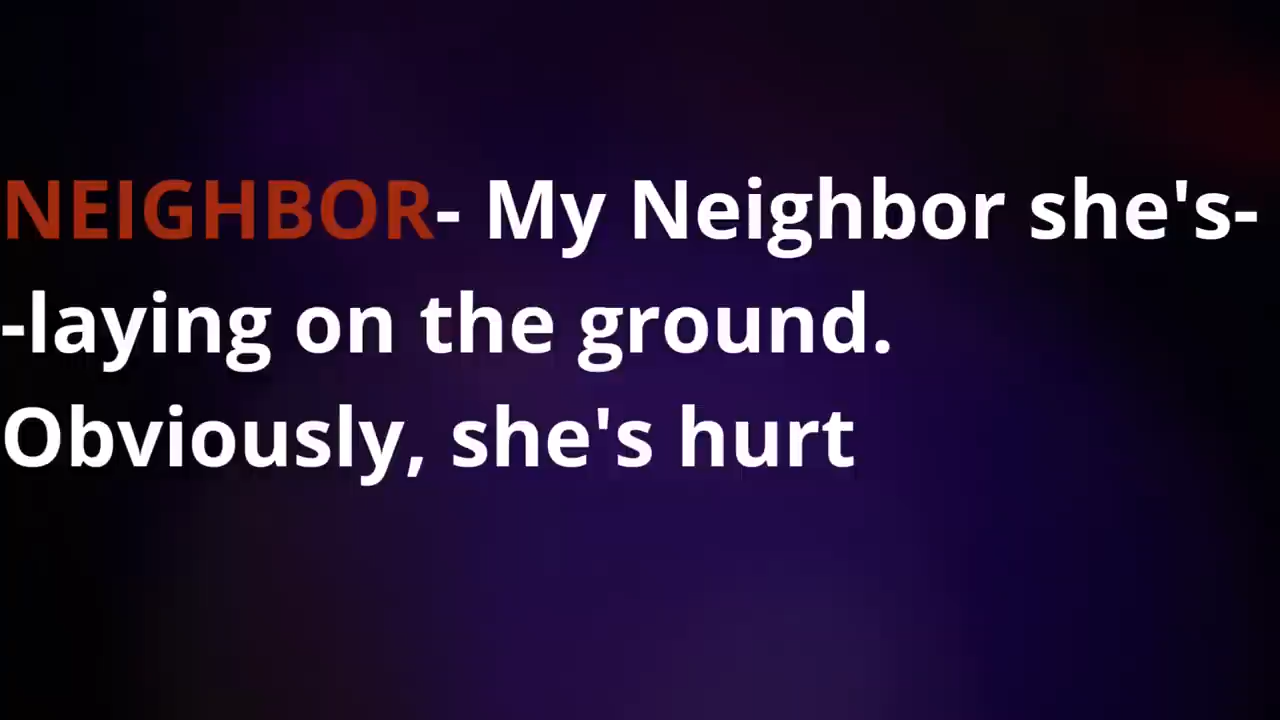 NEIGHBOR- My Neighbor she's-
-laying on the ground.
Obviously, she's hurt